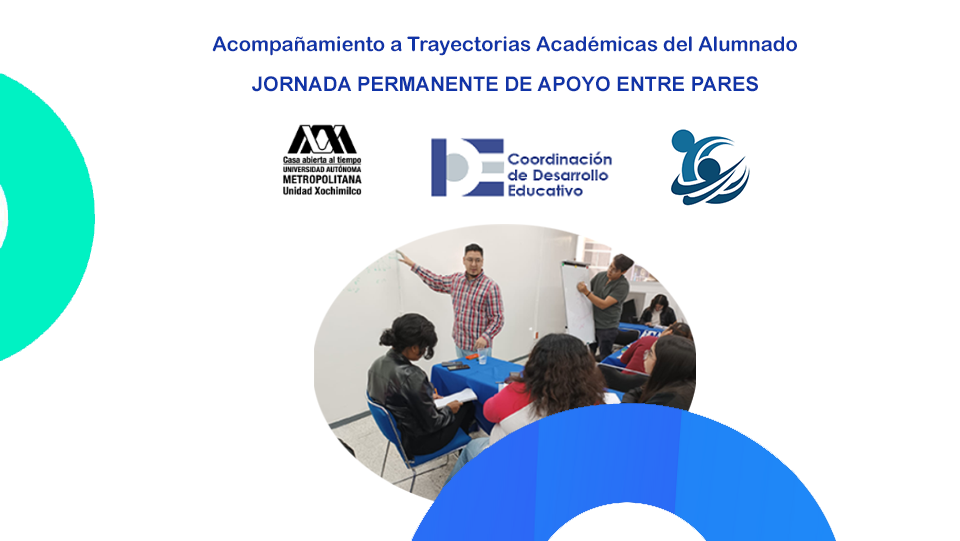 Acompañamiento a Trayectorias Académicas del Alumnado
JORNADA PERMANENTE DE APOYO ENTRE PARES
Casa abierta al tiempo
UNIVERSIDAD AUTÓNOMA
METROPOLITANA
Unidad Xochimilco
Coordinación
de Desarrollo
Educativo